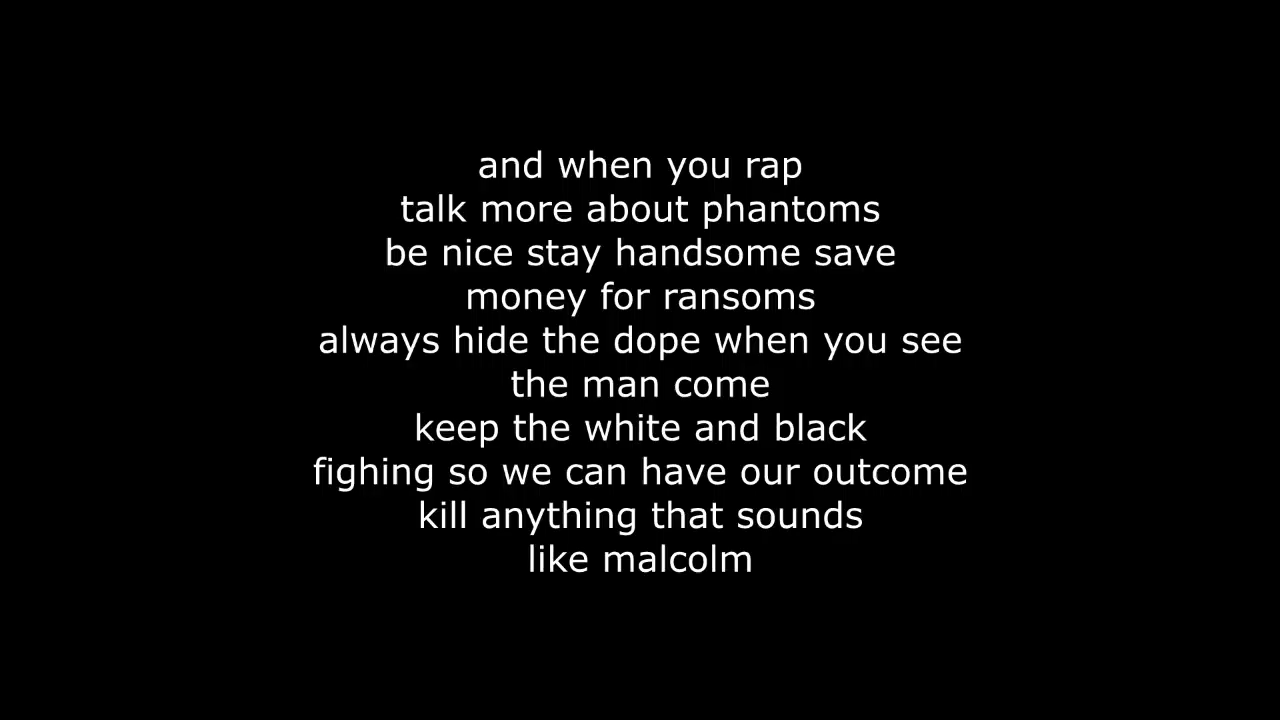 and when you rap
talk more about phantoms
be nice stay handsome save
money for ransoms
always hide the dope when you see
the man come
keep the white and black
fighing so we can have our outcome
kill anything that sounds
like malcolm